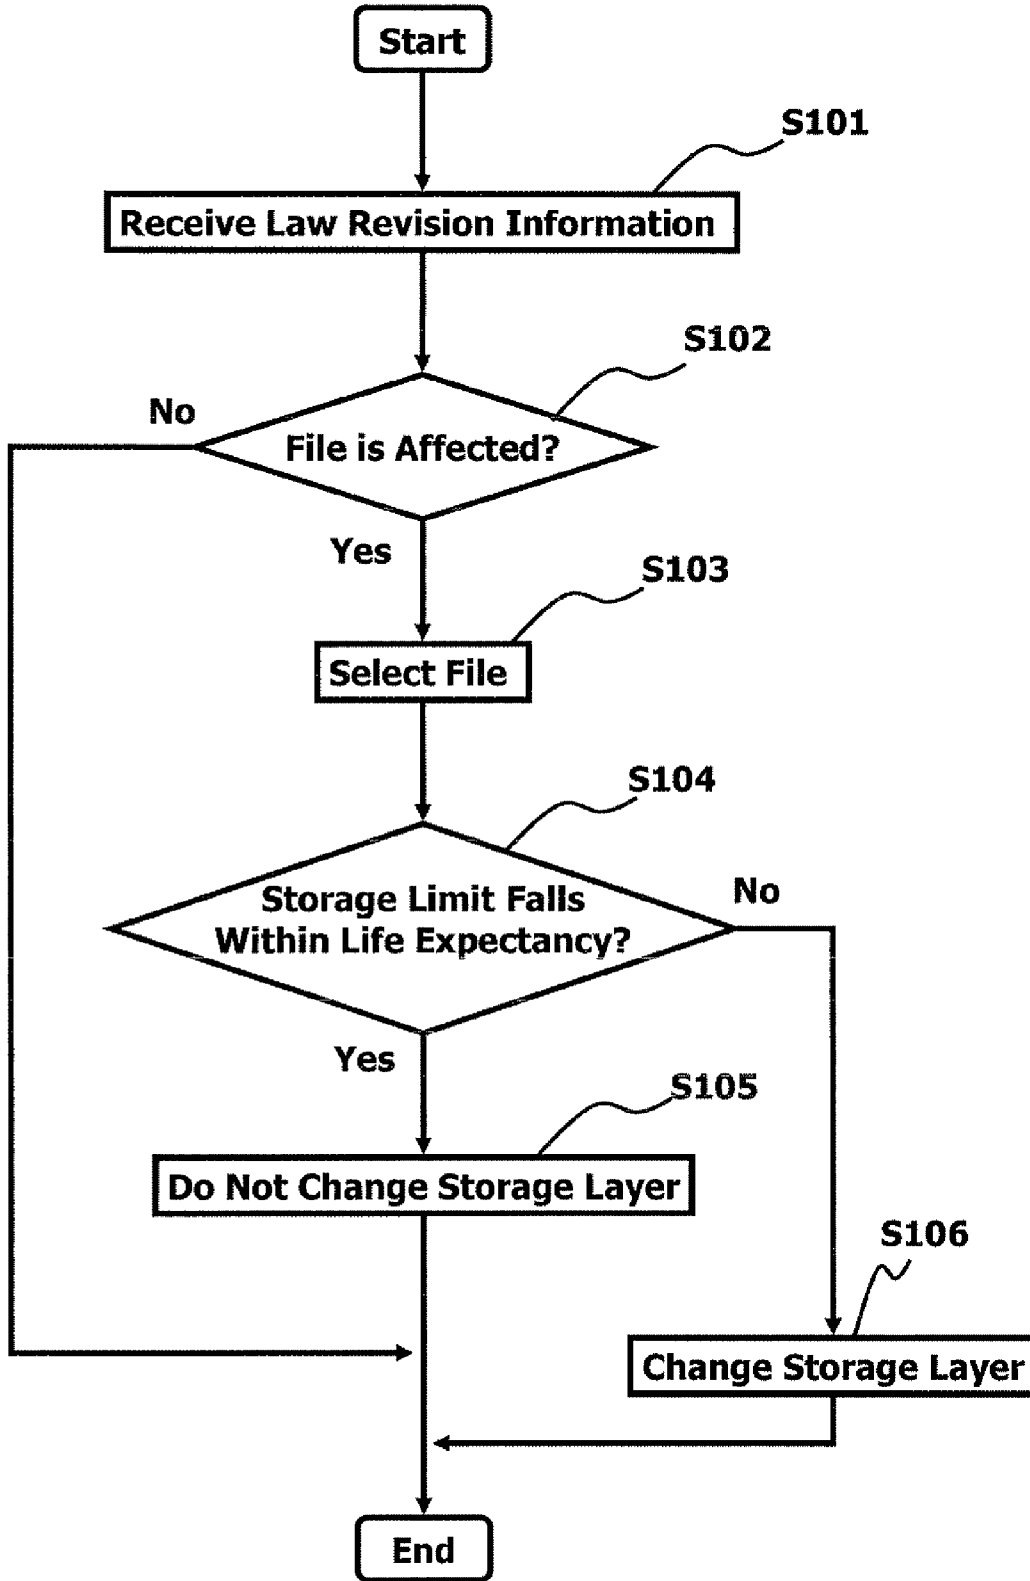 Start
S101
Receive Law Revision Information
S102
No
File is Affected?
Yes
S103
Select File
S104
Storage Limit Falls
Within Life Expectancy?
No
Yes
S105
Do Not Change Storage Layer
S106
Change Storage Layer
End